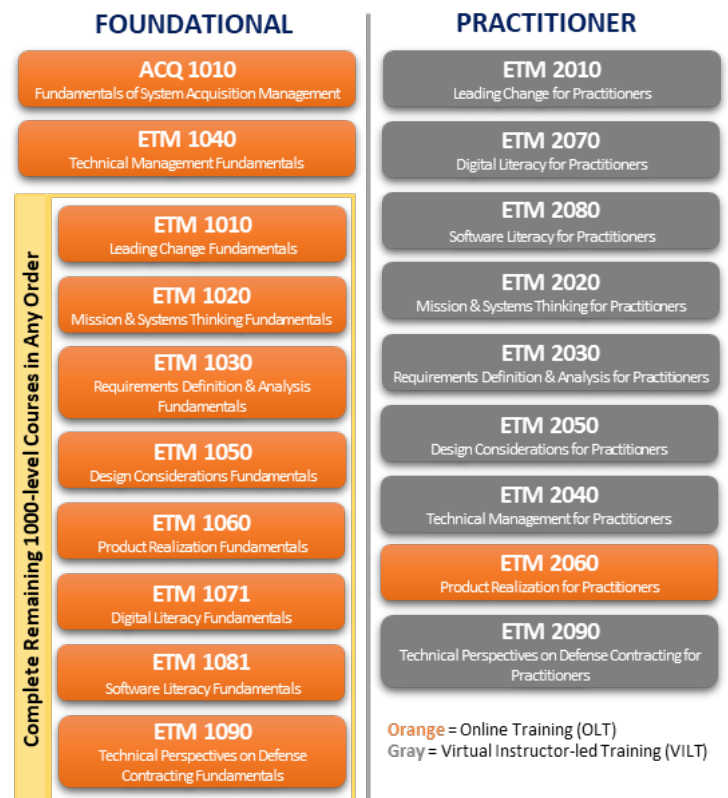 FOUNDATIONAL
ACQ 1010
Fundamentals of System Acquisition Management
ETM 1040
Technical Management Fundamentals
Complete Remaining 1000-level Courses in Any Order
ETM 1010
Leading Change Fundamentals
ETM 1020
Mission & Systems Thinking Fundamentals
ETM 1030
Requirements Definition & Analysis
Fundamentals
ETM 1050
Design Considerations Fundamentals
ETM 1060
Product Realization Fundamentals
ETM 1071
Digital Literacy Fundamentals
ETM 1081
Software Literacy Fundamentals
ETM 1090
Technical Perspectives on Defense
Contracting Fundamentals
PRACTITIONER
ETM 2010
Leading Change for Practitioners
ETM 2070
Digital Literacy for Practitioners
ETM 2080
Software Literacy for Practitioners
ETM 2020
Mission & Systems Thinking for Practitioners
ETM 2030
Requirements Definition & Analysis for Practitioners
ETM 2050
Design Considerations for Practitioners
ETM 2040
Technical Management for Practitioners
ETM 2060
Product Realization for Practitioners
ETM 2090
Technical Perspectives on Defense Contracting for
Practitioners
Orange = Online Training (OLT)
Gray = Virtual Instructor-led Training (VILT)